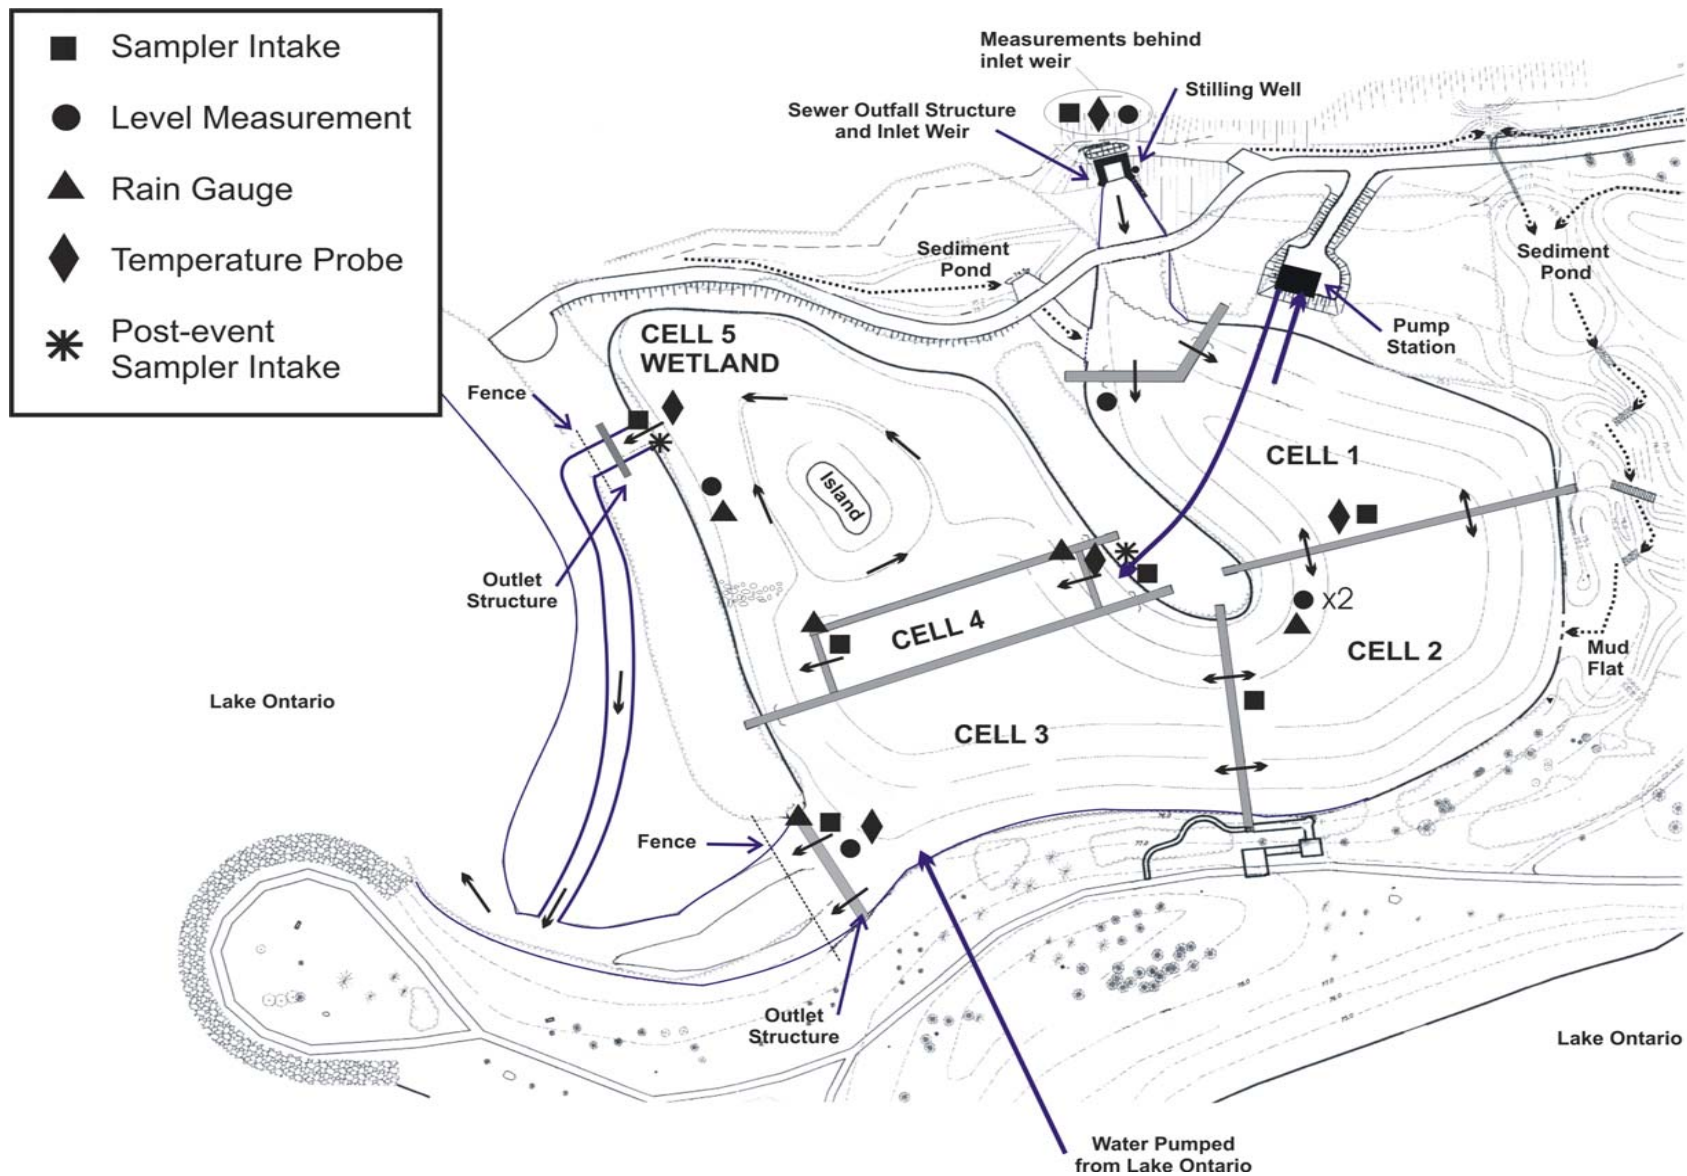 Sampler Intake
Level Measurement
Rain Gauge
Temperature Probe
Post-event
Sampler Intake
Measurements behind
inlet weir
Stilling Well
Sewer Outfall Structure
and Inlet Weir
Sediment
Pond
Sediment
Pond
Pump
Station
CELL 5
WETLAND
Fence
CELL 1
Island
Outlet
Structure
x2
CELL 4
CELL 2
Mud
Flat
Lake Ontario
CELL 3
Fence
77.0
Outlet
Structure
Lake Ontario
Water Pumped
from Lake Ontario